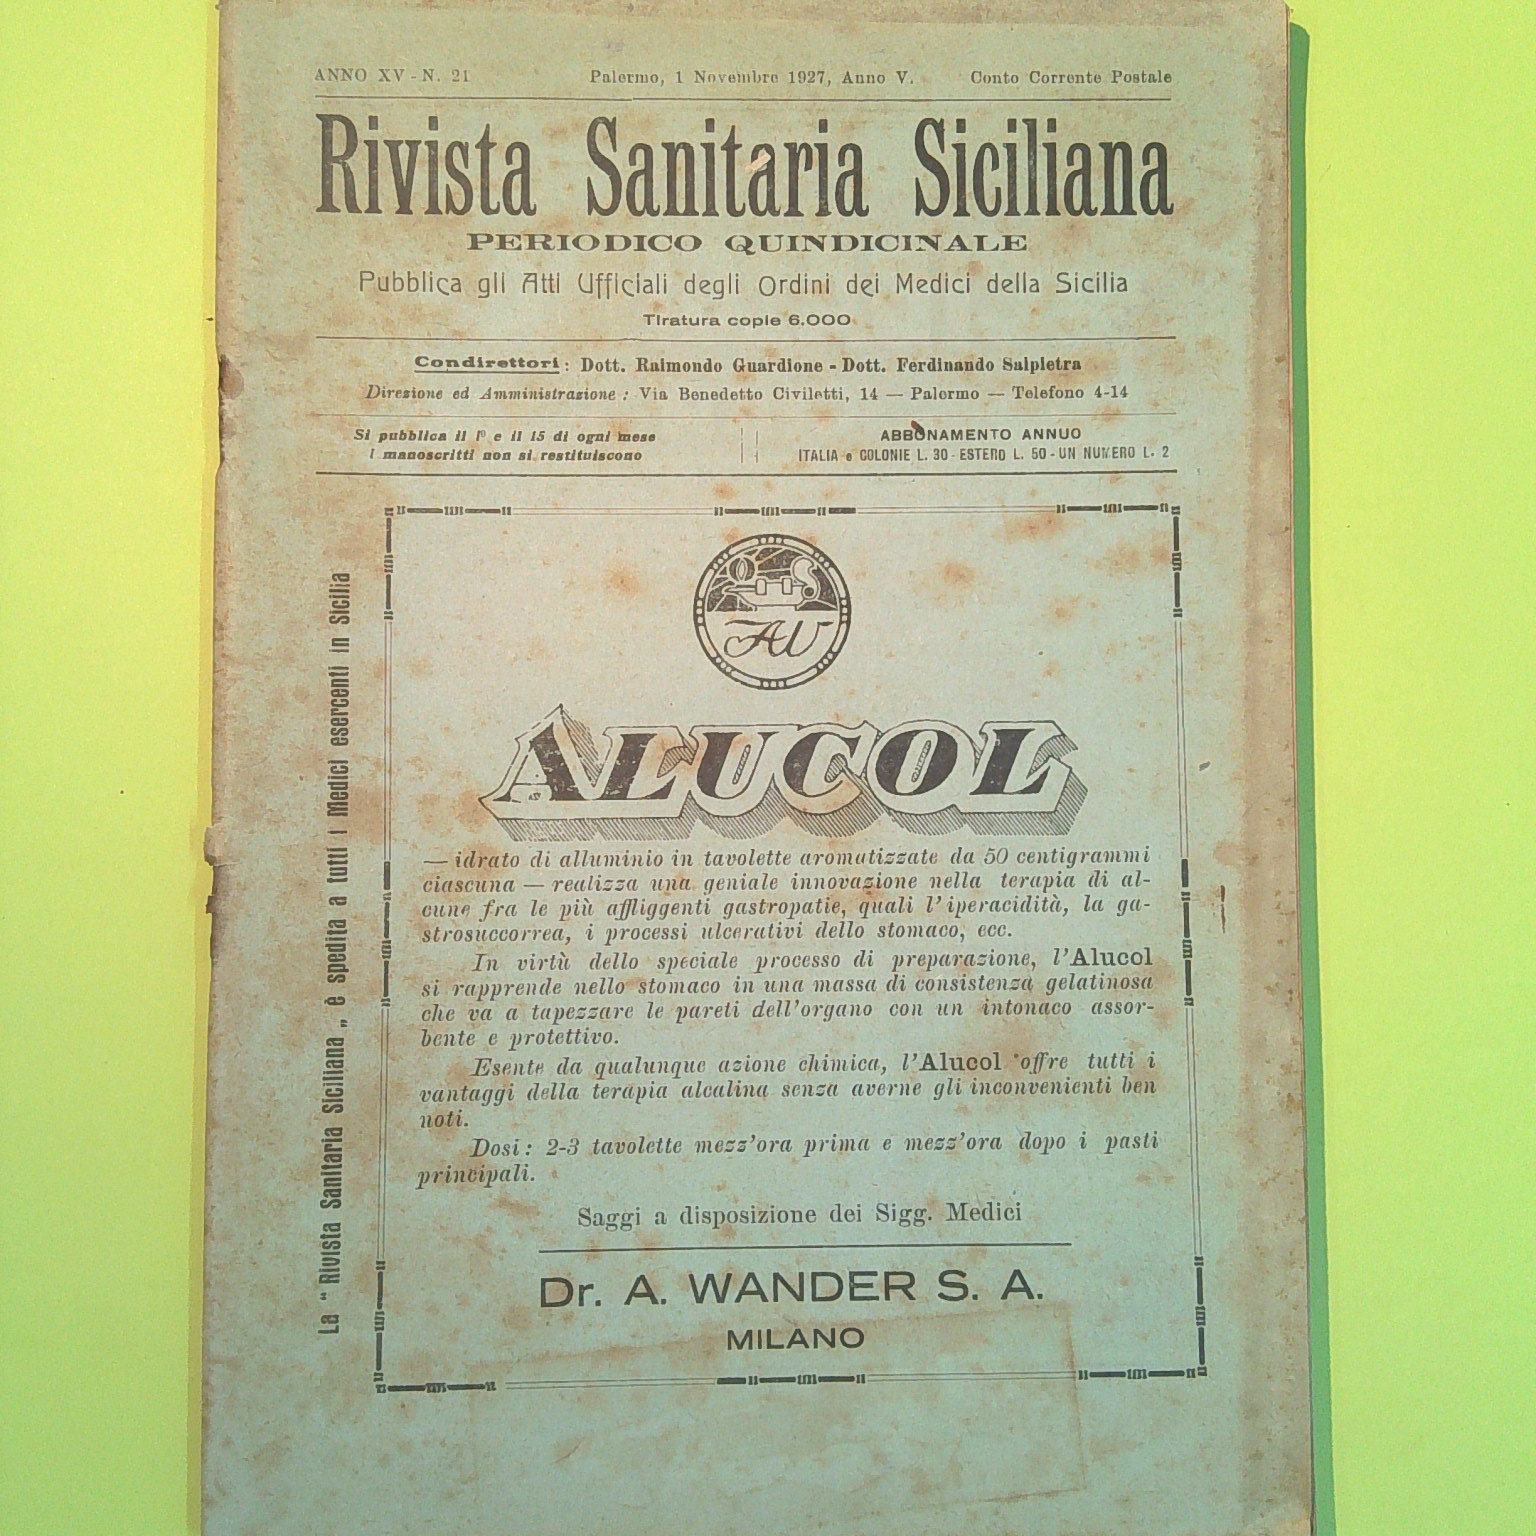 ANNO XV - N. 21 Palermo, 1 Novembre 1927, Anno V. Conto Corrente Postale
Rivista Sanitaria Siciliana
PERIODICO QUINDICINALE
Pubblica gli Atti Ufficiali degli Ordini dei Medici della Sicilia
Tiratura copie 6.000
Condirettori: Dott. Raimondo Guardione - Dott. Ferdinando Salpietra
Direzione ed Amministrazione: Via Benedetto Civiletti, 14 — Palermo — Telefono 4-14
Si pubblica il 1º e il 15 di ogni mese
I manoscritti non si restituiscono
ABBONAMENTO ANNUO
ITALIA e COLONIE L. 30 - ESTERO L. 50 - UN NUMERO L. 2
La "Rivista Sanitaria Siciliana„ è spedita a tutti i Medici esercenti in Sicilia
AV
ALUCOL
— idrato di alluminio in tavolette aromatizzate da 50 centigrammi
ciascuna — realizza una geniale innovazione nella terapia di al-
cune fra le più affliggenti gastropatie, quali l'iperacidità, la ga-
strosuccorrea, i processi ulcerativi dello stomaco, ecc.
In virtù dello speciale processo di preparazione, l'Alucol
si rapprende nello stomaco in una massa di consistenza gelatinosa
che va a tapezzare le pareti dell'organo con un intonaco assor-
bente e protettivo.
Esente da qualunque azione chimica, l'Alucol offre tutti i
vantaggi della terapia alcalina senza averne gli inconvenienti ben
noti.
Dosi: 2-3 tavolette mezz'ora prima e mezz'ora dopo i pasti
principali.
Saggi a disposizione dei Sigg. Medici
Dr. A. WANDER S. A.
MILANO